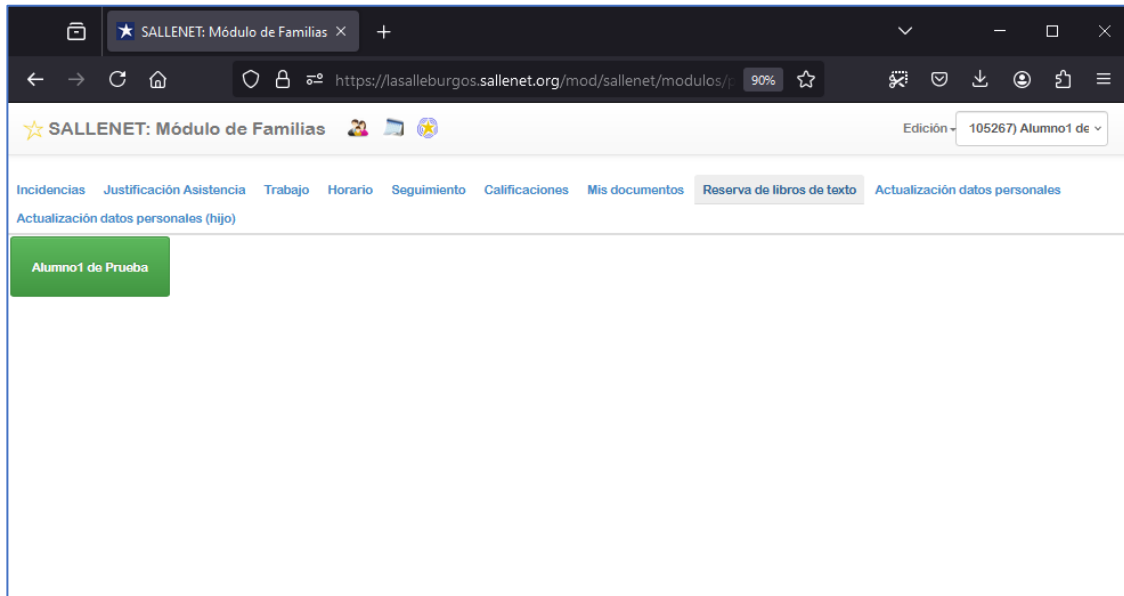 SALLENET: Módulo de Familias
https://lasalleburgos.sallenet.org/mod/sallenet/modulos/p 90%
SALLENET: Módulo de Familias Edición 105267) Alumno1 de
Incidencias Justificación Asistencia Trabajo Horario Seguimiento Calificaciones Mis documentos Reserva de libros de texto Actualización datos personales
Actualización datos personales (hijo)
Alumno1 de Prueba